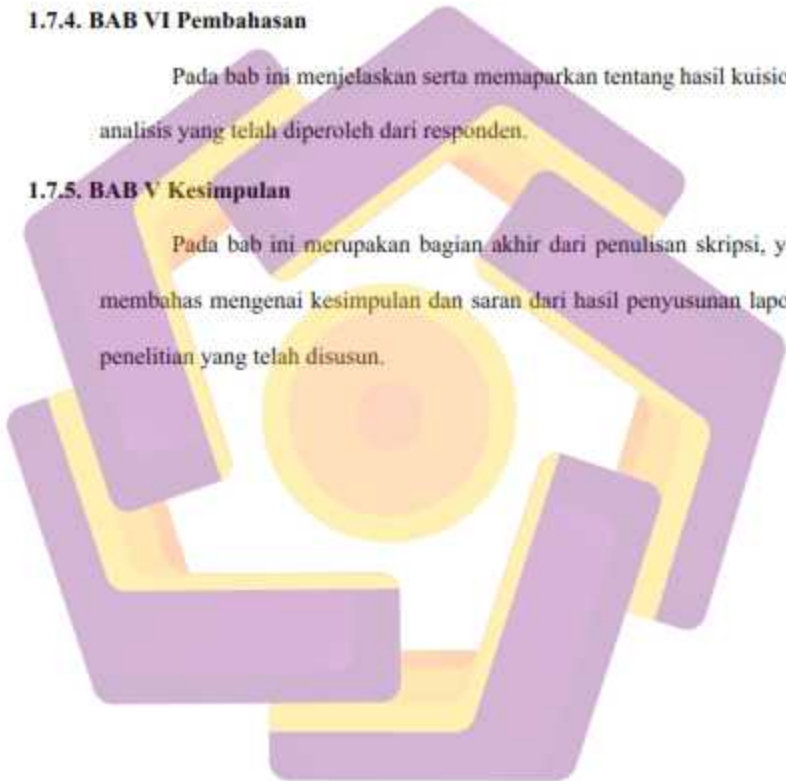 1.7.4. BAB VI Pembahasan
Pada bab ini menjelaskan serta memaparkan tentang hasil
analisis yang telah diperoleh dari responden.
1.7.5. BAB V Kesimpulan
Pada bab ini merupakan bagian akhir dari penulisan skripsi,
membahas mengenai kesimpulan dan saran dari hasil penyusunan
penelitian yang telah disusun.